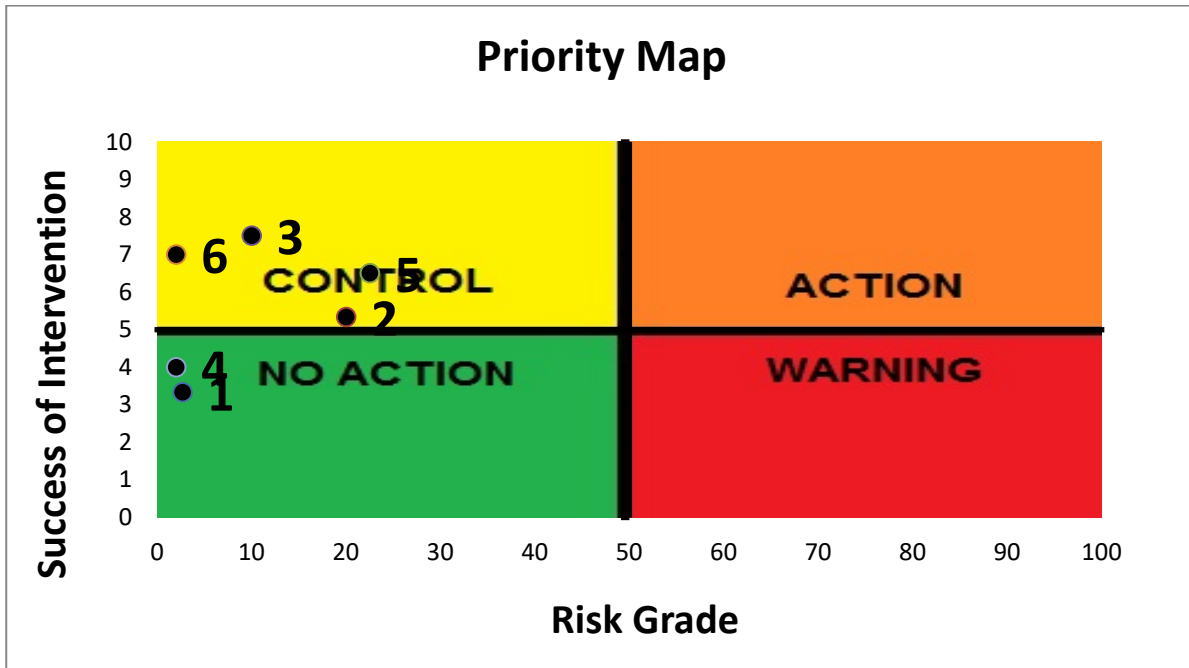 Priority Map
Success of Intervention
10
9
8
7
6
5
4
3
2
1
0
6
3
5
CONTROL
2
ACTION
4
NO ACTION
1
WARNING
0 10 20 30 40 50 60 70 80 90 100
Risk Grade